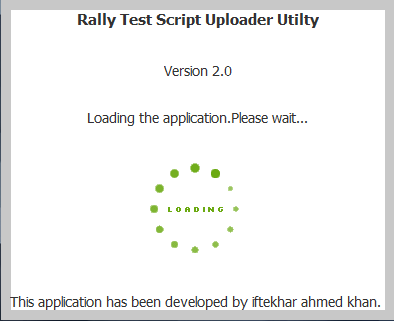 Rally Test Script Uploader Utilty
Version 2.0
Loading the application.Please wait...
LOADING
This application has been developed by iftekhar ahmed khan.